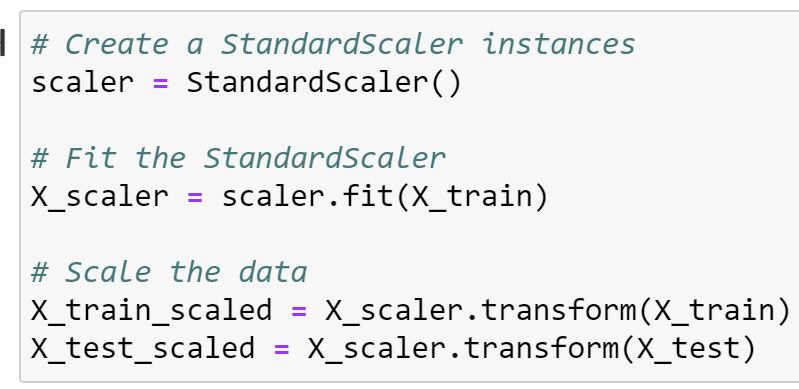 # Create a StandardScaler instances
scaler = StandardScaler()
# Fit the StandardScaler
X_scaler = scaler.fit(X_train)
# Scale the data
X_train_scaled = X_scaler.transform(X_train)
X_test_scaled = X_scaler.transform(X_test)